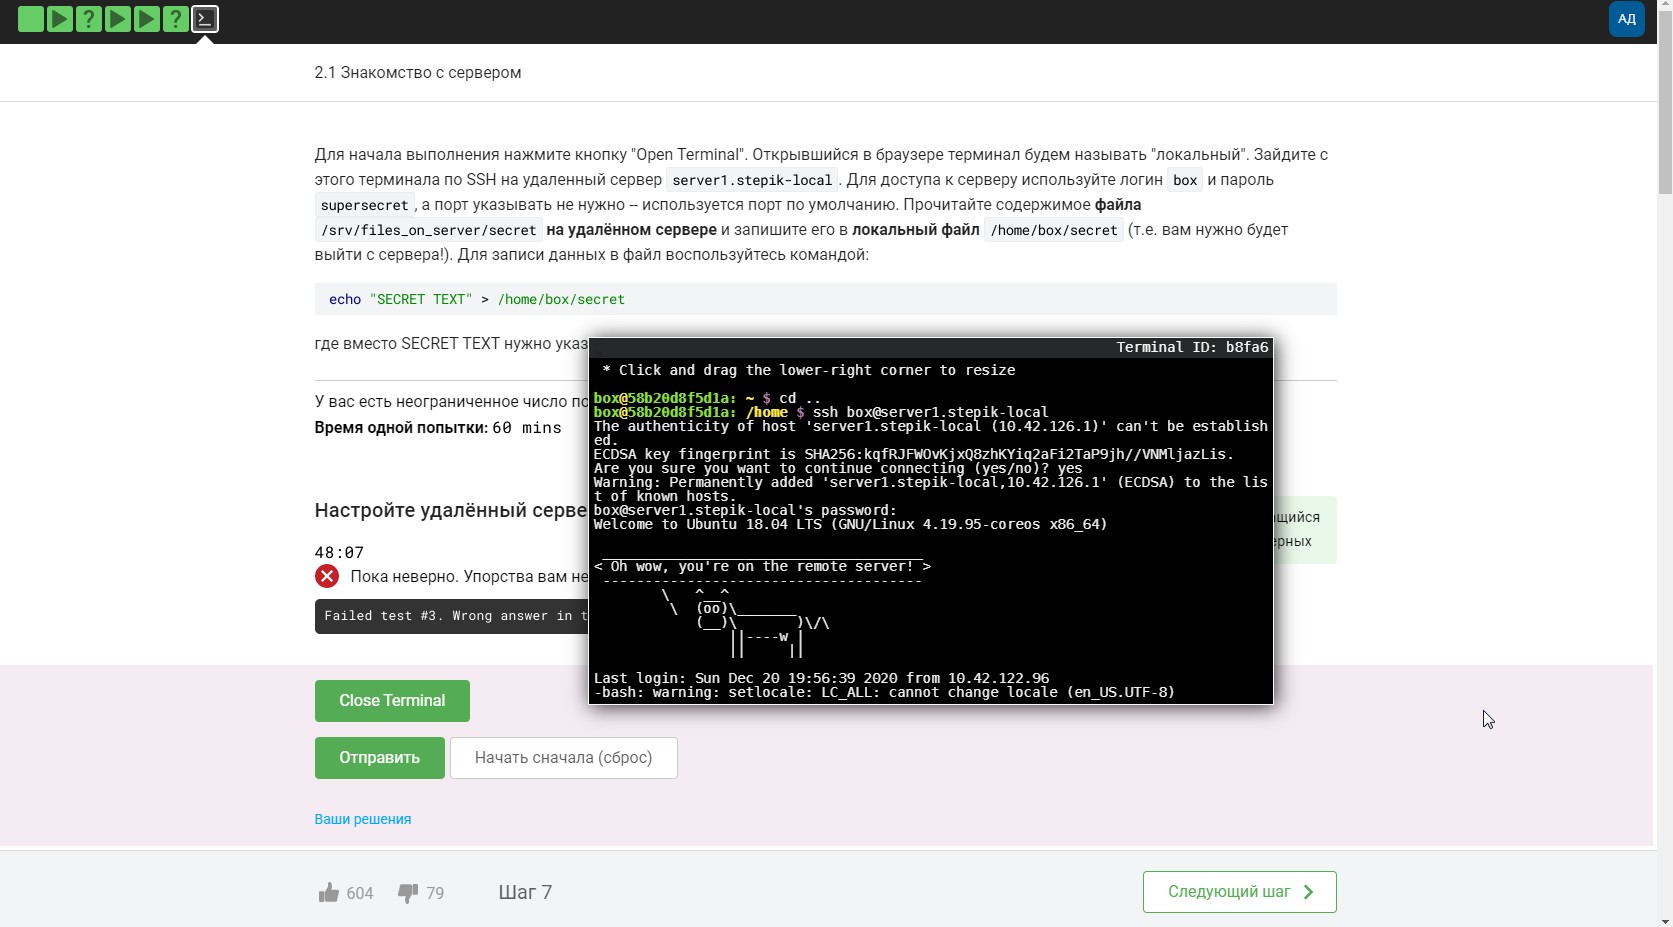 АД
2.1 Знакомство с сервером
Для начала выполнения нажмите кнопку "Open Terminal". Открывшийся в браузере терминал будем называть "локальный". Зайдите с
этого терминала по SSH на удаленный сервер server1.stepik-local . Для доступа к серверу используйте логин box и пароль
supersecret , а порт указывать не нужно -- используется порт по умолчанию. Прочитайте содержимое файла
/srv/files_on_server/secret на удалённом сервере и запишите его в локальный файл /home/box/secret (т.е. вам нужно будет
выйти с сервера!). Для записи данных в файл воспользуйтесь командой:
echo "SECRET TEXT" > /home/box/secret
где вместо SECRET TEXT нужно указ
У вас есть неограниченное число по
Время одной попытки: 60 mins
Настройте удалённый серве
щийся
ерных
48:07
Пока неверно. Упорства вам не
Failed test #3. Wrong answer in t
Terminal ID: b8fa6
* Click and drag the lower-right corner to resize
box@58b20d8f5d1a: ~ $ cd ..
box@58b20d8f5d1a: /home $ ssh box@server1.stepik-local
The authenticity of host 'server1.stepik-local (10.42.126.1)' can't be establish
ed.
ECDSA key fingerprint is SHA256:kqfRJFWOvKjxQ8zhKYiq2aFi2TaP9jh//VNMljazLis.
Are you sure you want to continue connecting (yes/no)? yes
Warning: Permanently added 'server1.stepik-local,10.42.126.1' (ECDSA) to the lis
t of known hosts.
box@server1.stepik-local's password:
Welcome to Ubuntu 18.04 LTS (GNU/Linux 4.19.95-coreos x86_64)
 ______________________________________
< Oh wow, you're on the remote server! >
 --------------------------------------
        \   ^__^
         \  (oo)\_______
            (__)\       )\/\
                ||----w |
                ||     ||
Last login: Sun Dec 20 19:56:39 2020 from 10.42.122.96
-bash: warning: setlocale: LC_ALL: cannot change locale (en_US.UTF-8)
Close Terminal
Отправить
Начать сначала (сброс)
Ваши решения
604
79
Шаг 7
Следующий шаг